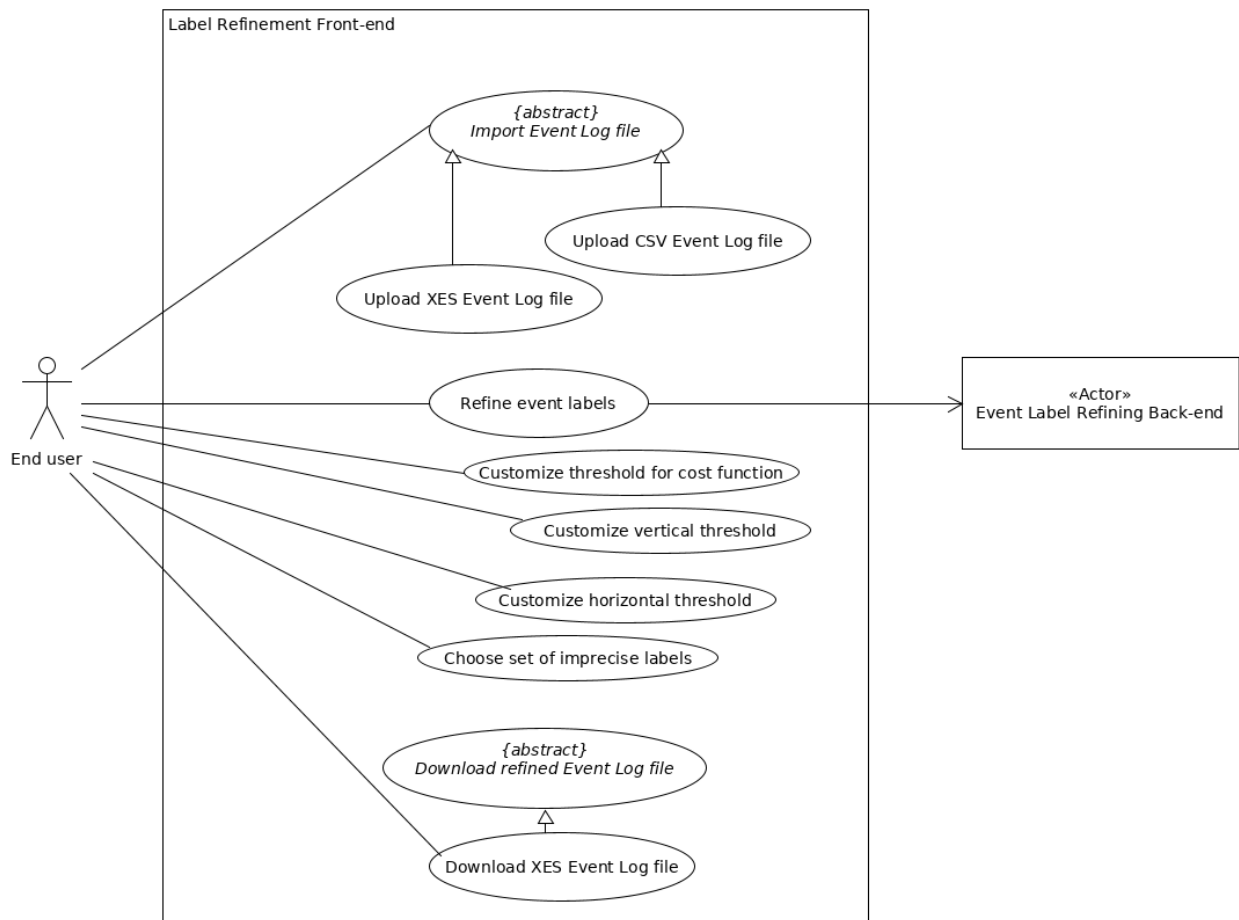 Label Refinement Front-end
{abstract}
Import Event Log file
Upload CSV Event Log file
Upload XES Event Log file
Refine event labels
«Actor»
Event Label Refining Back-end
End user
Customize threshold for cost function
Customize vertical threshold
Customize horizontal threshold
Choose set of imprecise labels
{abstract}
Download refined Event Log file
Download XES Event Log file